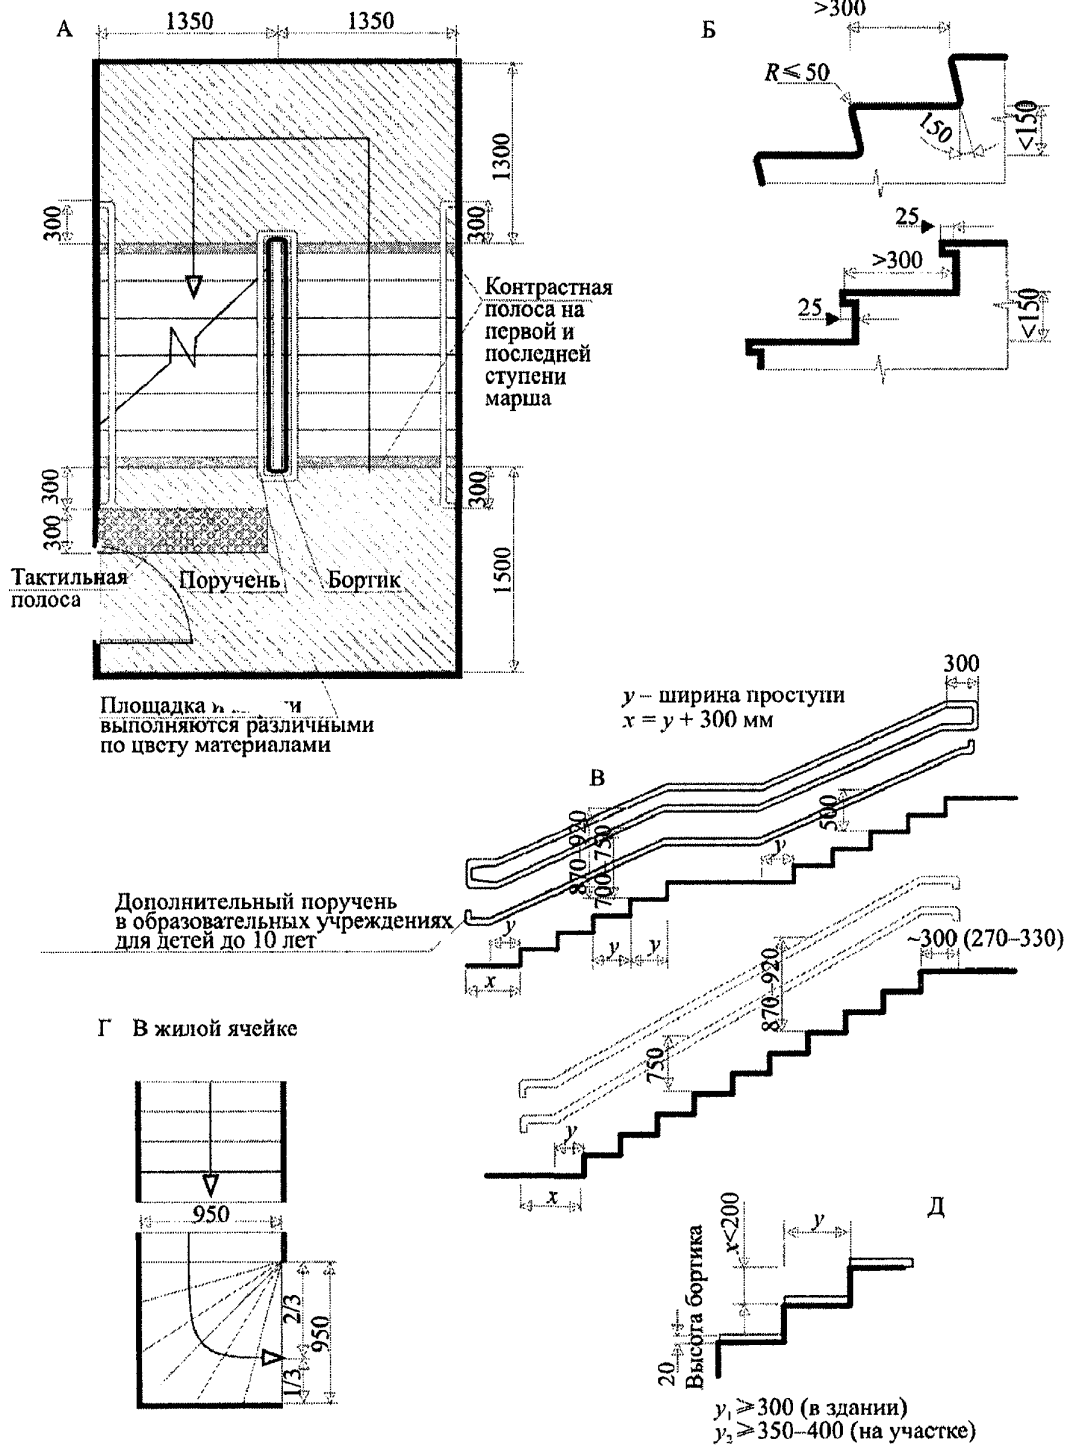 А
1350
1350
1300
300
300
300
300
300
1500
Контрастная
полоса на
первой и
последней
ступени
марша
Тактильная
полоса
Поручень
Бортик
Площадка и
выполняются различными
по цвету материалами
Б
>300
R⩽50
150
<150
25
>300
25
<150
y – ширина проступи
x = y + 300 мм
В
300
870–920
700–750
500
y
y
y
y
x
Дополнительный поручень
в образовательных учреждениях
для детей до 10 лет
~300 (270–330)
870–920
750
y
x
Г В жилой ячейке
950
2/3
1/3
950
Д
x<200
y
Высота бортика
20
y₁⩾300 (в здании)
y₂⩾350–400 (на участке)